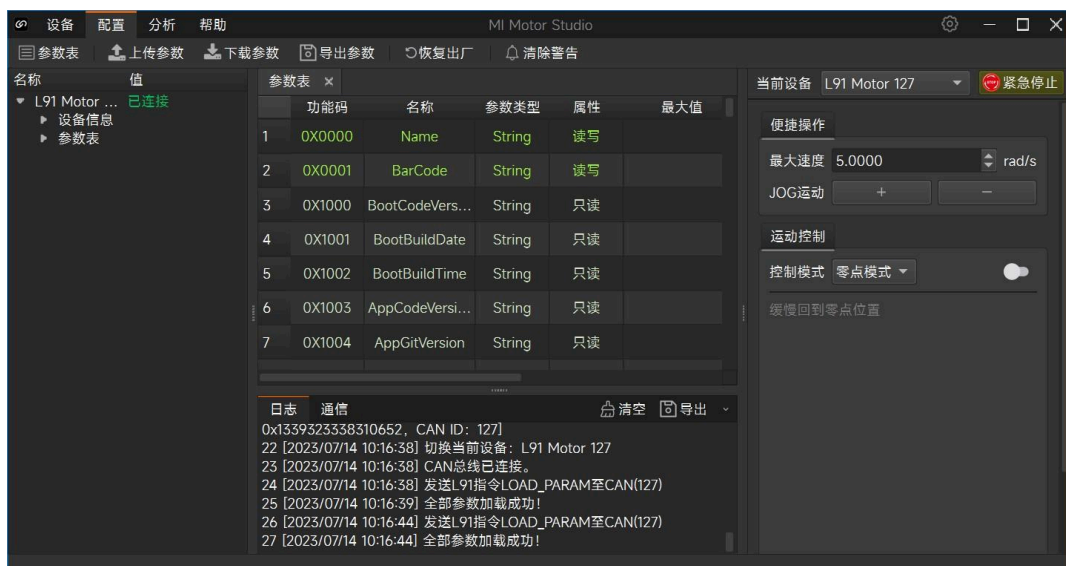 设备 配置 分析 帮助 MI Motor Studio
参数表 上传参数 下载参数 导出参数 恢复出厂 清除警告
名称 值
L91 Motor ... 已连接
设备信息
参数表
参数表 ×
功能码 名称 参数类型 属性 最大值
1 0X0000 Name String 读写
2 0X0001 BarCode String 读写
3 0X1000 BootCodeVers... String 只读
4 0X1001 BootBuildDate String 只读
5 0X1002 BootBuildTime String 只读
6 0X1003 AppCodeVersi... String 只读
7 0X1004 AppGitVersion String 只读
日志 通信 清空 导出
0x1339323338310652, CAN ID: 127]
22 [2023/07/14 10:16:38] 切换当前设备: L91 Motor 127
23 [2023/07/14 10:16:38] CAN总线已连接。
24 [2023/07/14 10:16:38] 发送L91指令LOAD_PARAM至CAN(127)
25 [2023/07/14 10:16:39] 全部参数加载成功!
26 [2023/07/14 10:16:44] 发送L91指令LOAD_PARAM至CAN(127)
27 [2023/07/14 10:16:44] 全部参数加载成功!
当前设备 L91 Motor 127 STOP 紧急停止
便捷操作
最大速度 5.0000 rad/s
JOG运动 + −
运动控制
控制模式 零点模式
缓慢回到零点位置